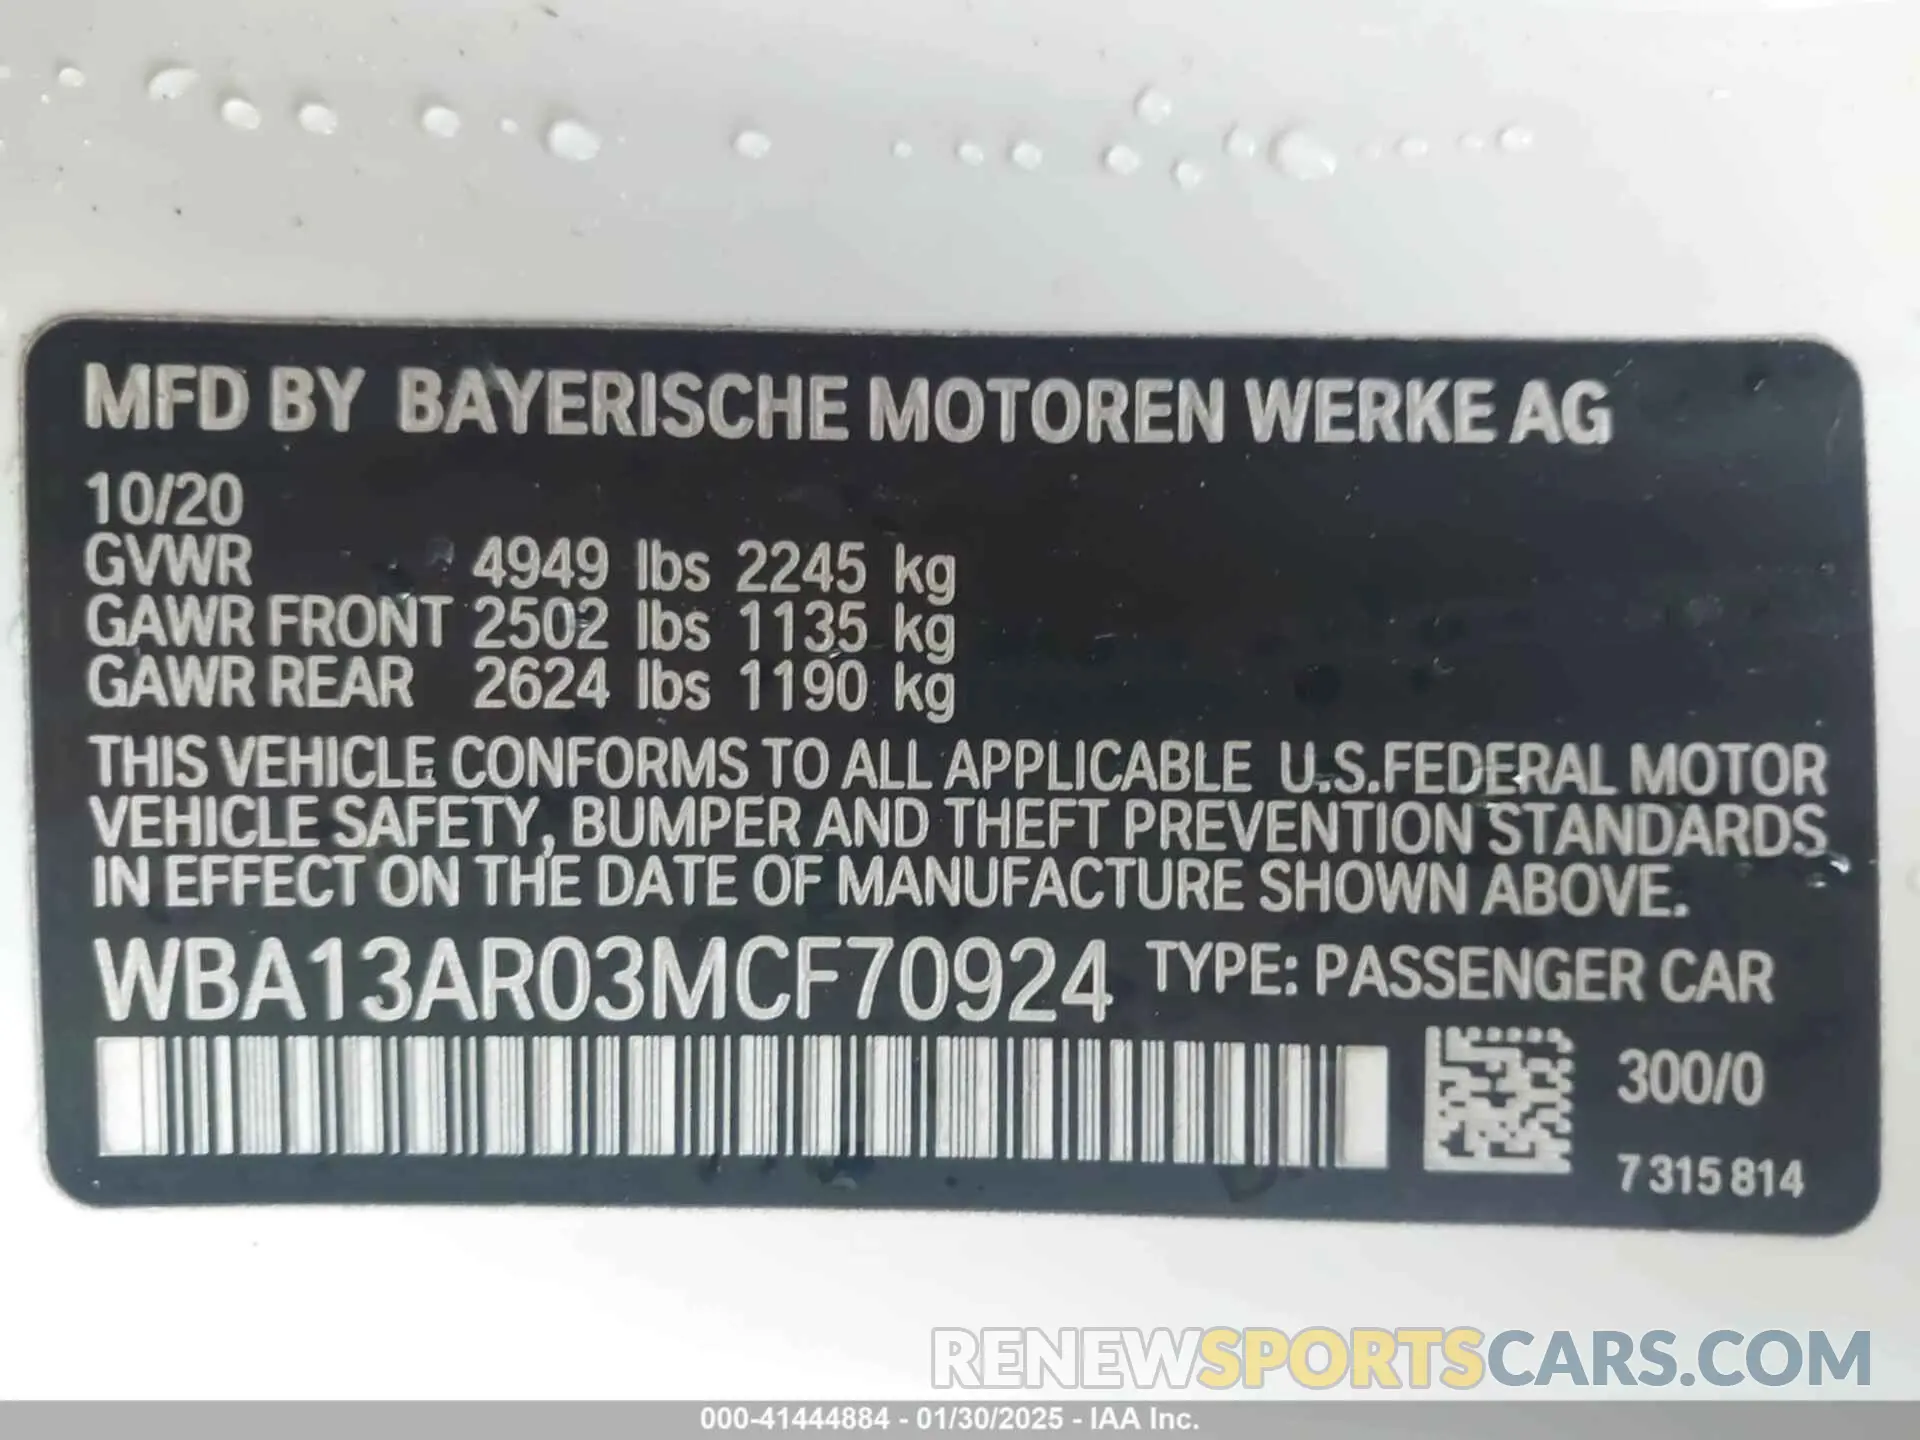 MFD BY BAYERISCHE MOTOREN WERKE AG
10/20
GVWR 4949 lbs 2245 kg
GAWR FRONT 2502 lbs 1135 kg
GAWR REAR 2624 lbs 1190 kg
THIS VEHICLE CONFORMS TO ALL APPLICABLE U.S.FEDERAL MOTOR
VEHICLE SAFETY, BUMPER AND THEFT PREVENTION STANDARDS
IN EFFECT ON THE DATE OF MANUFACTURE SHOWN ABOVE.
WBA13AR03MCF70924 TYPE: PASSENGER CAR
300/0
7 315 814
RENEWSPORTSCARS.COM
000-41444884 - 01/30/2025 - IAA Inc.